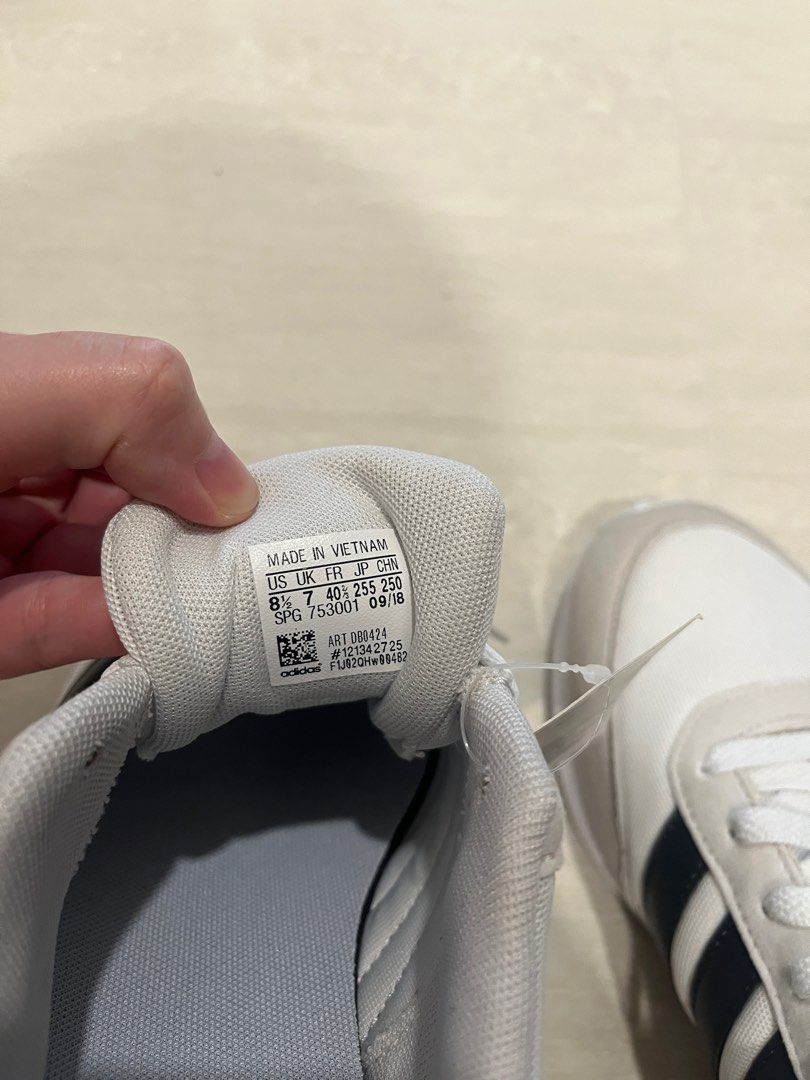 MADE IN VIETNAM
US UK FR JP CHN
8½ 7 40⅔ 255 250
SPG 753001 09/18
ART DB0424
#121342725
F1J02QHW00482
adidas